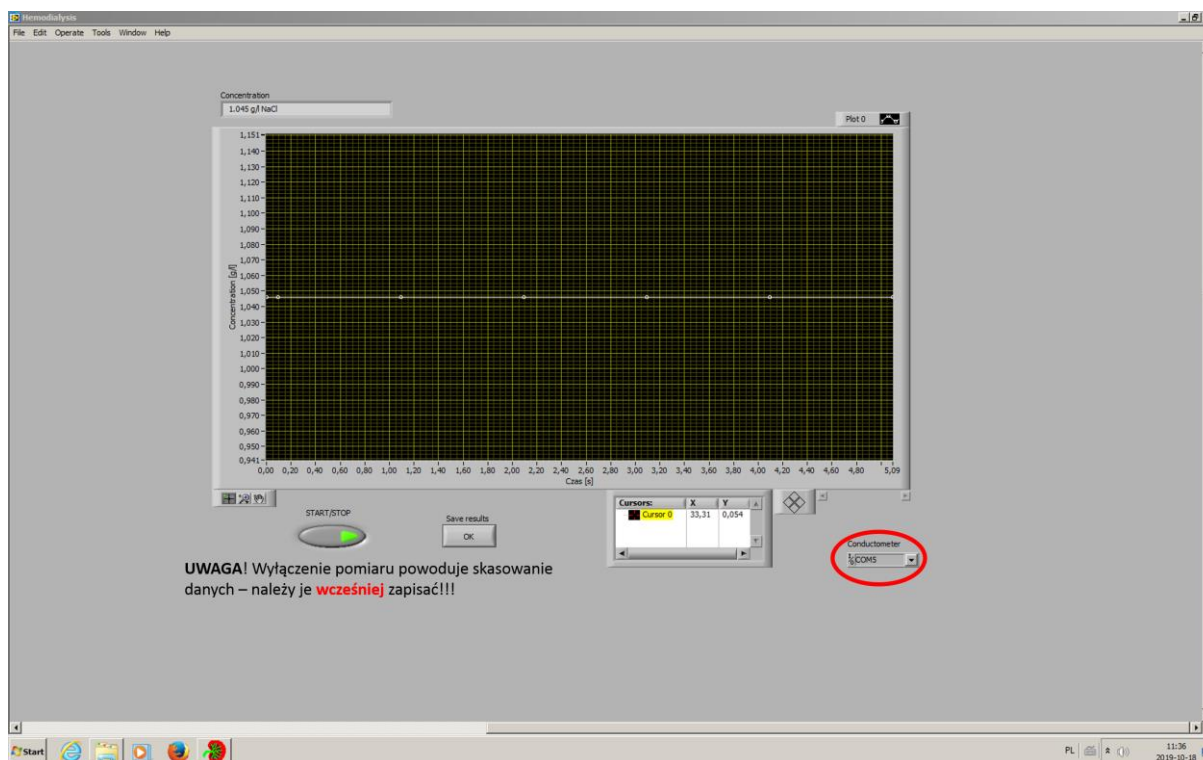 Hemodialysis
File Edit Operate Tools Window Help
Concentration
1.045 g/l NaCl
Plot 0
Concentration [g/l]
1,151
1,140
1,130
1,120
1,110
1,100
1,090
1,080
1,070
1,060
1,050
1,040
1,030
1,020
1,010
1,000
0,990
0,980
0,970
0,960
0,950
0,941
0,00 0,20 0,40 0,60 0,80 1,00 1,20 1,40 1,60 1,80 2,00 2,20 2,40 2,60 2,80 3,00 3,20 3,40 3,60 3,80 4,00 4,20 4,40 4,60 4,80 5,09
Czas [s]
START/STOP
Save results
OK
Cursors: X Y
Cursor 0 33,31 0,054
Conductometer
COM5
UWAGA! Wyłączenie pomiaru powoduje skasowanie
danych – należy je wcześniej zapisać!!!
Start
PL
11:36
2019-10-18